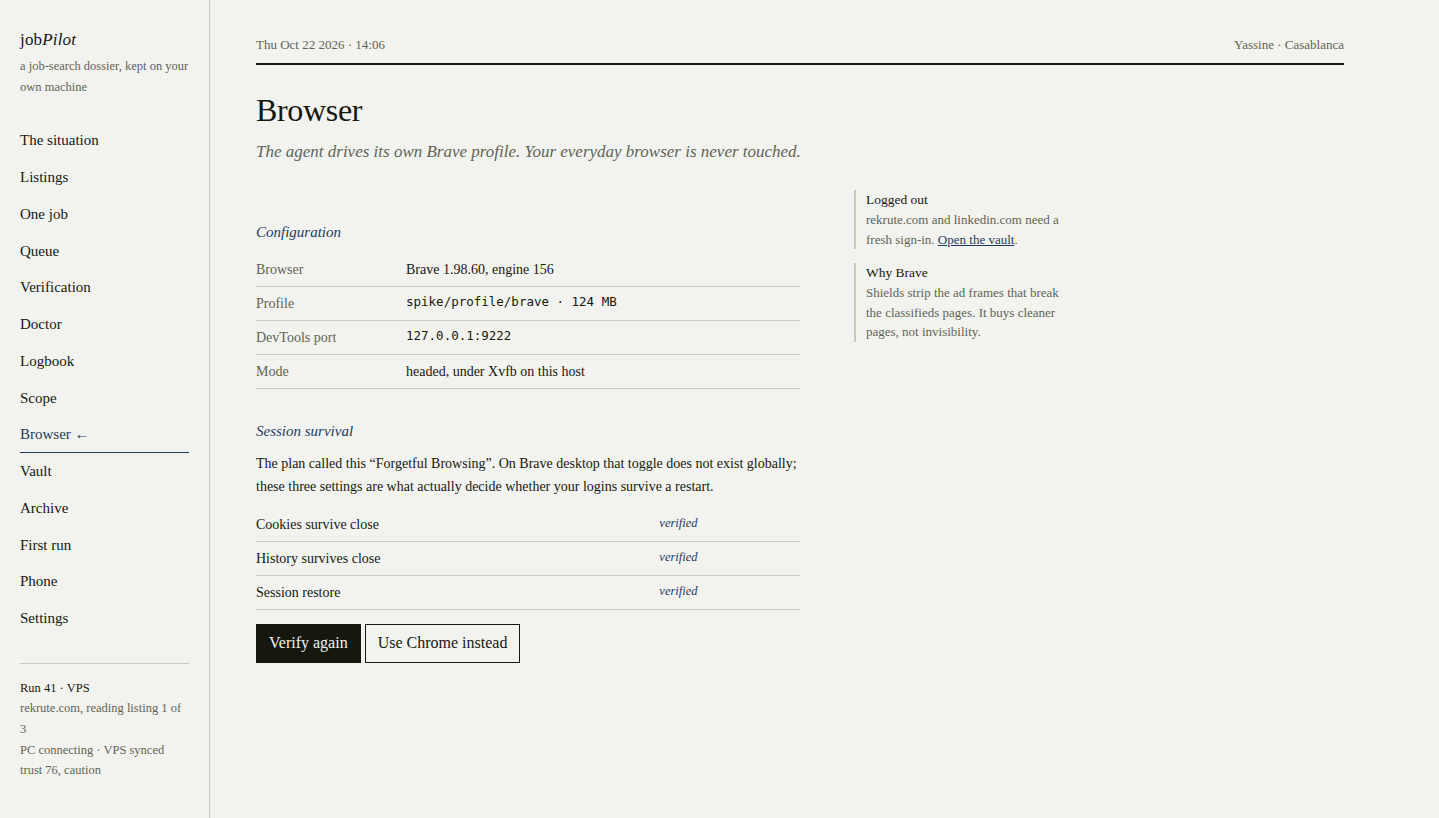 jobPilot
a job-search dossier, kept on your
own machine
The situation
Listings
One job
Queue
Verification
Doctor
Logbook
Scope
Browser ←
Vault
Archive
First run
Phone
Settings
Run 41 · VPS
rekrute.com, reading listing 1 of
3
PC connecting · VPS synced
trust 76, caution
Thu Oct 22 2026 · 14:06
Yassine · Casablanca
Browser
The agent drives its own Brave profile. Your everyday browser is never touched.
Configuration
Browser Brave 1.98.60, engine 156
Profile spike/profile/brave · 124 MB
DevTools port 127.0.0.1:9222
Mode headed, under Xvfb on this host
Session survival
The plan called this “Forgetful Browsing”. On Brave desktop that toggle does not exist globally;
these three settings are what actually decide whether your logins survive a restart.
Cookies survive close verified
History survives close verified
Session restore verified
Verify again Use Chrome instead
Logged out
rekrute.com and linkedin.com need a
fresh sign-in. Open the vault.
Why Brave
Shields strip the ad frames that break
the classifieds pages. It buys cleaner
pages, not invisibility.